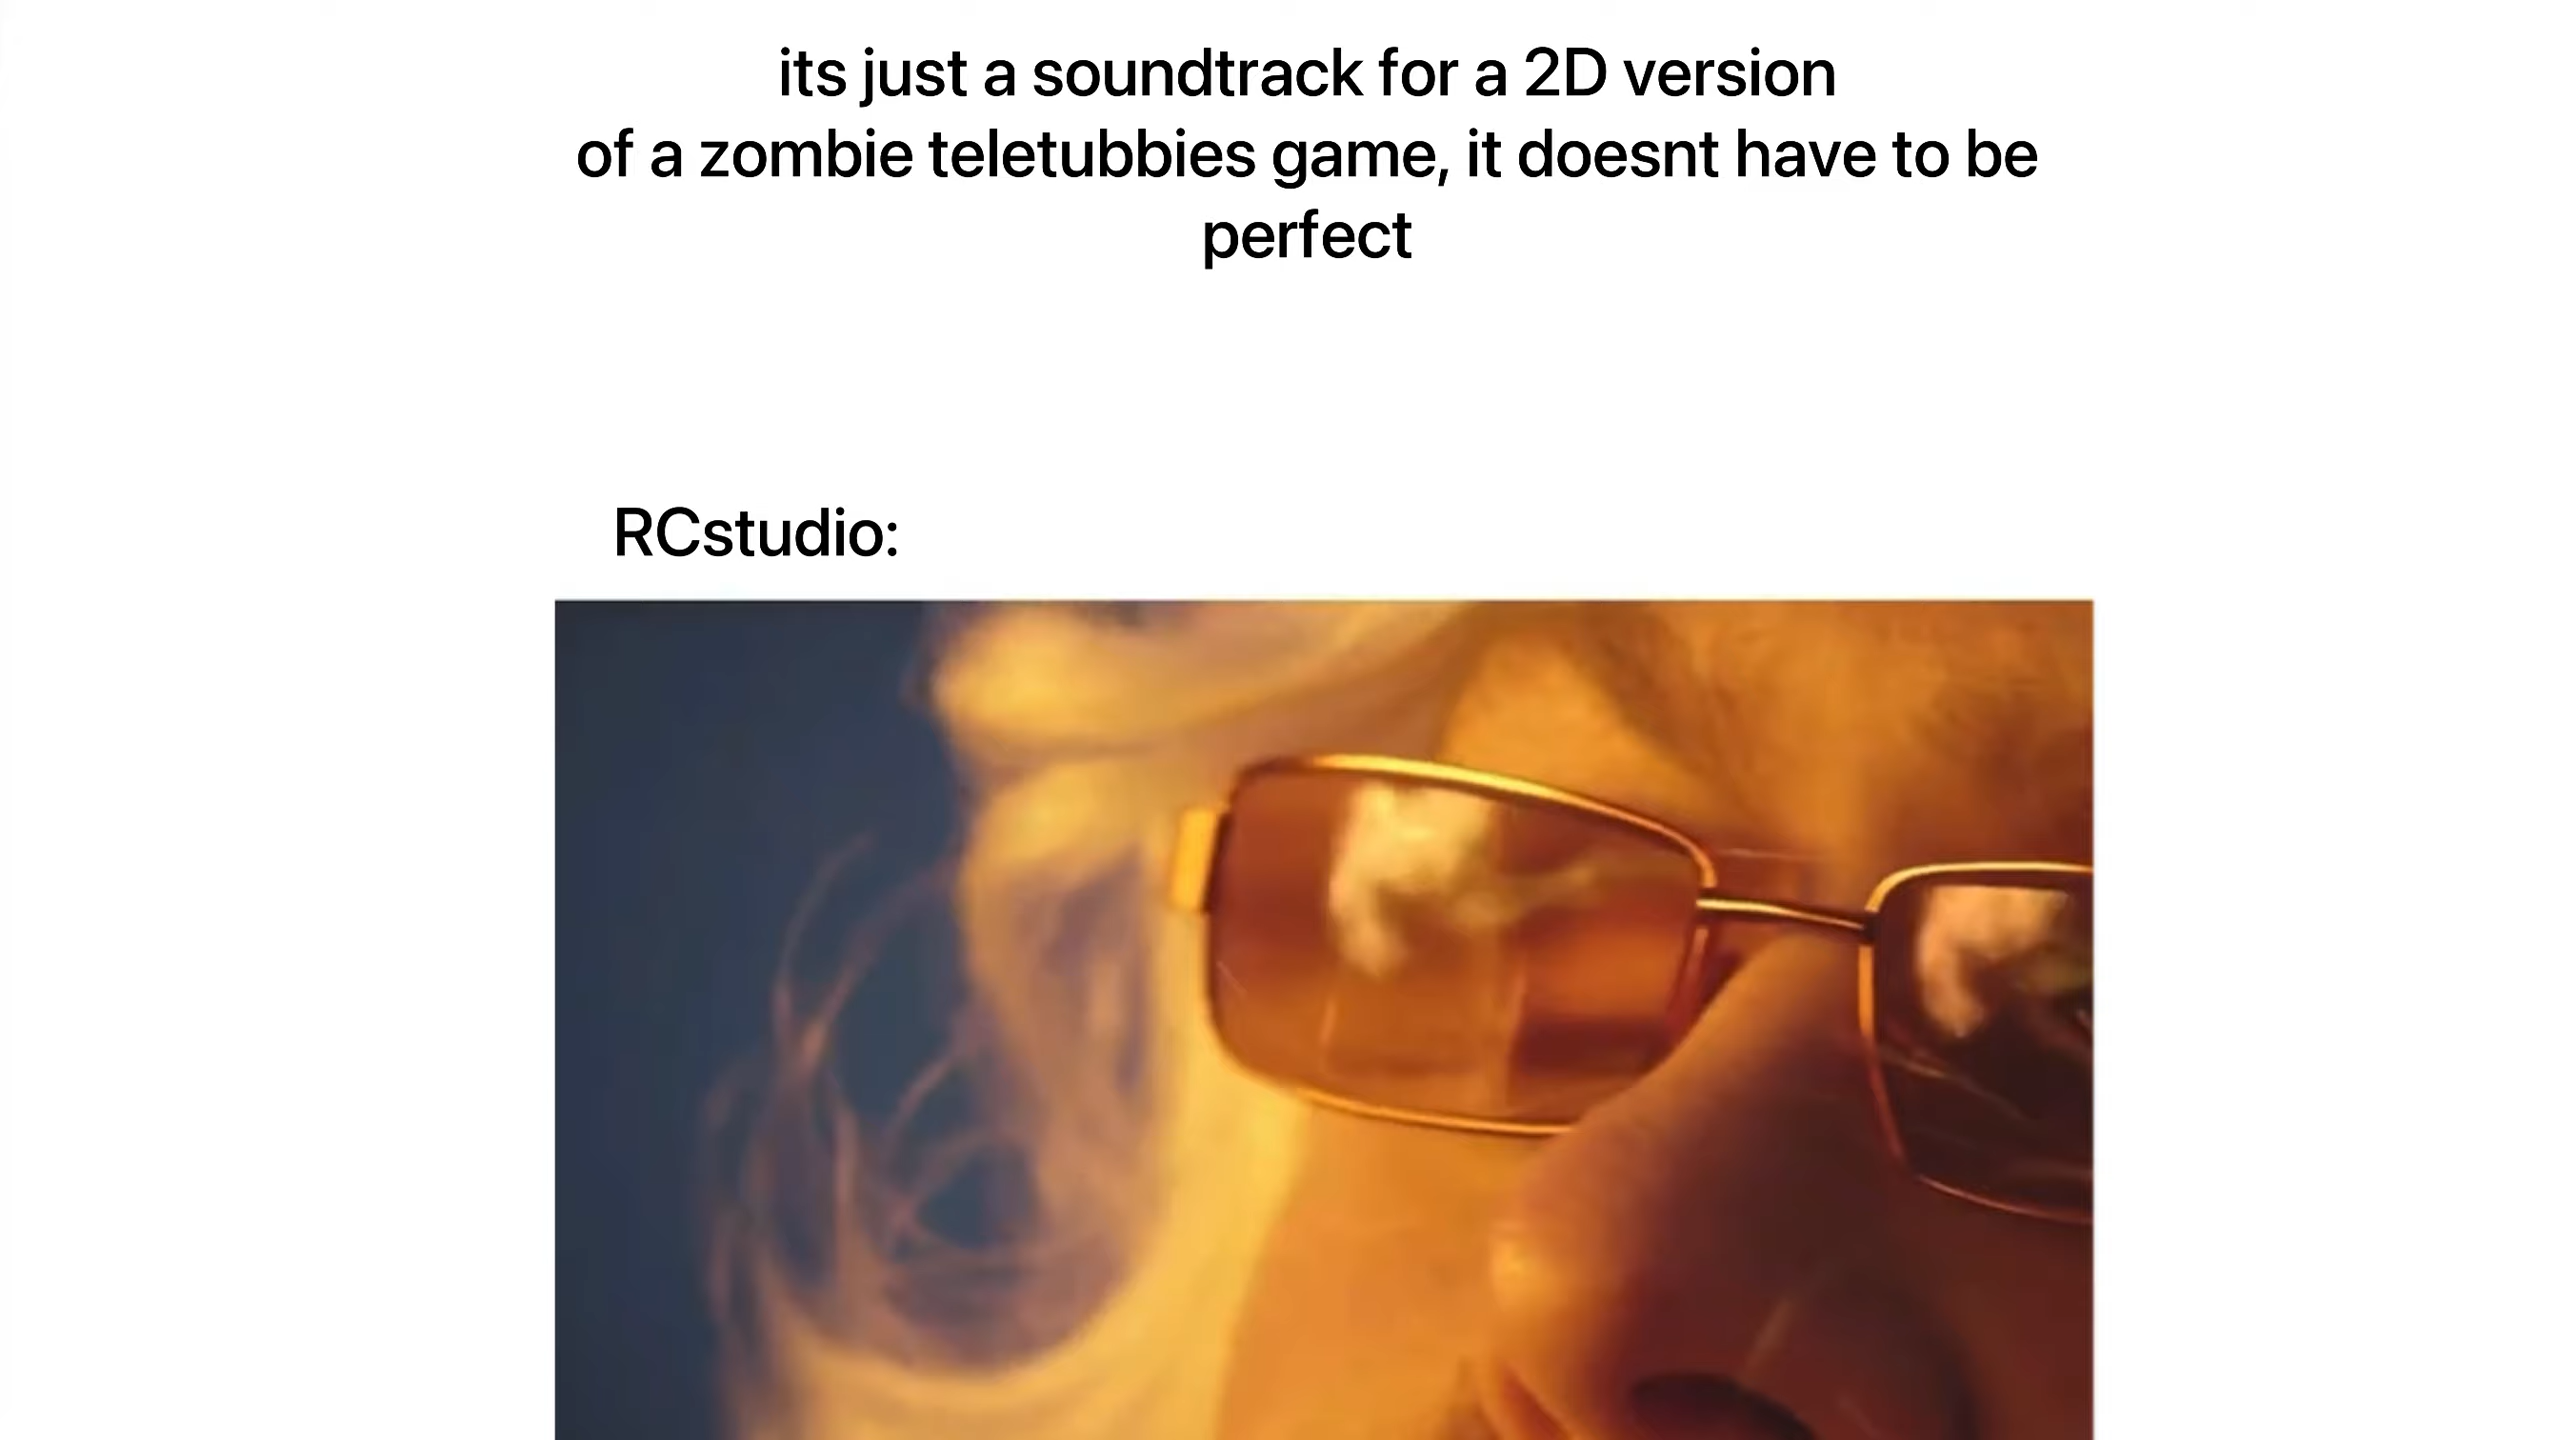 its just a soundtrack for a 2D version
of a zombie teletubbies game, it doesnt have to be
perfect
RCstudio: